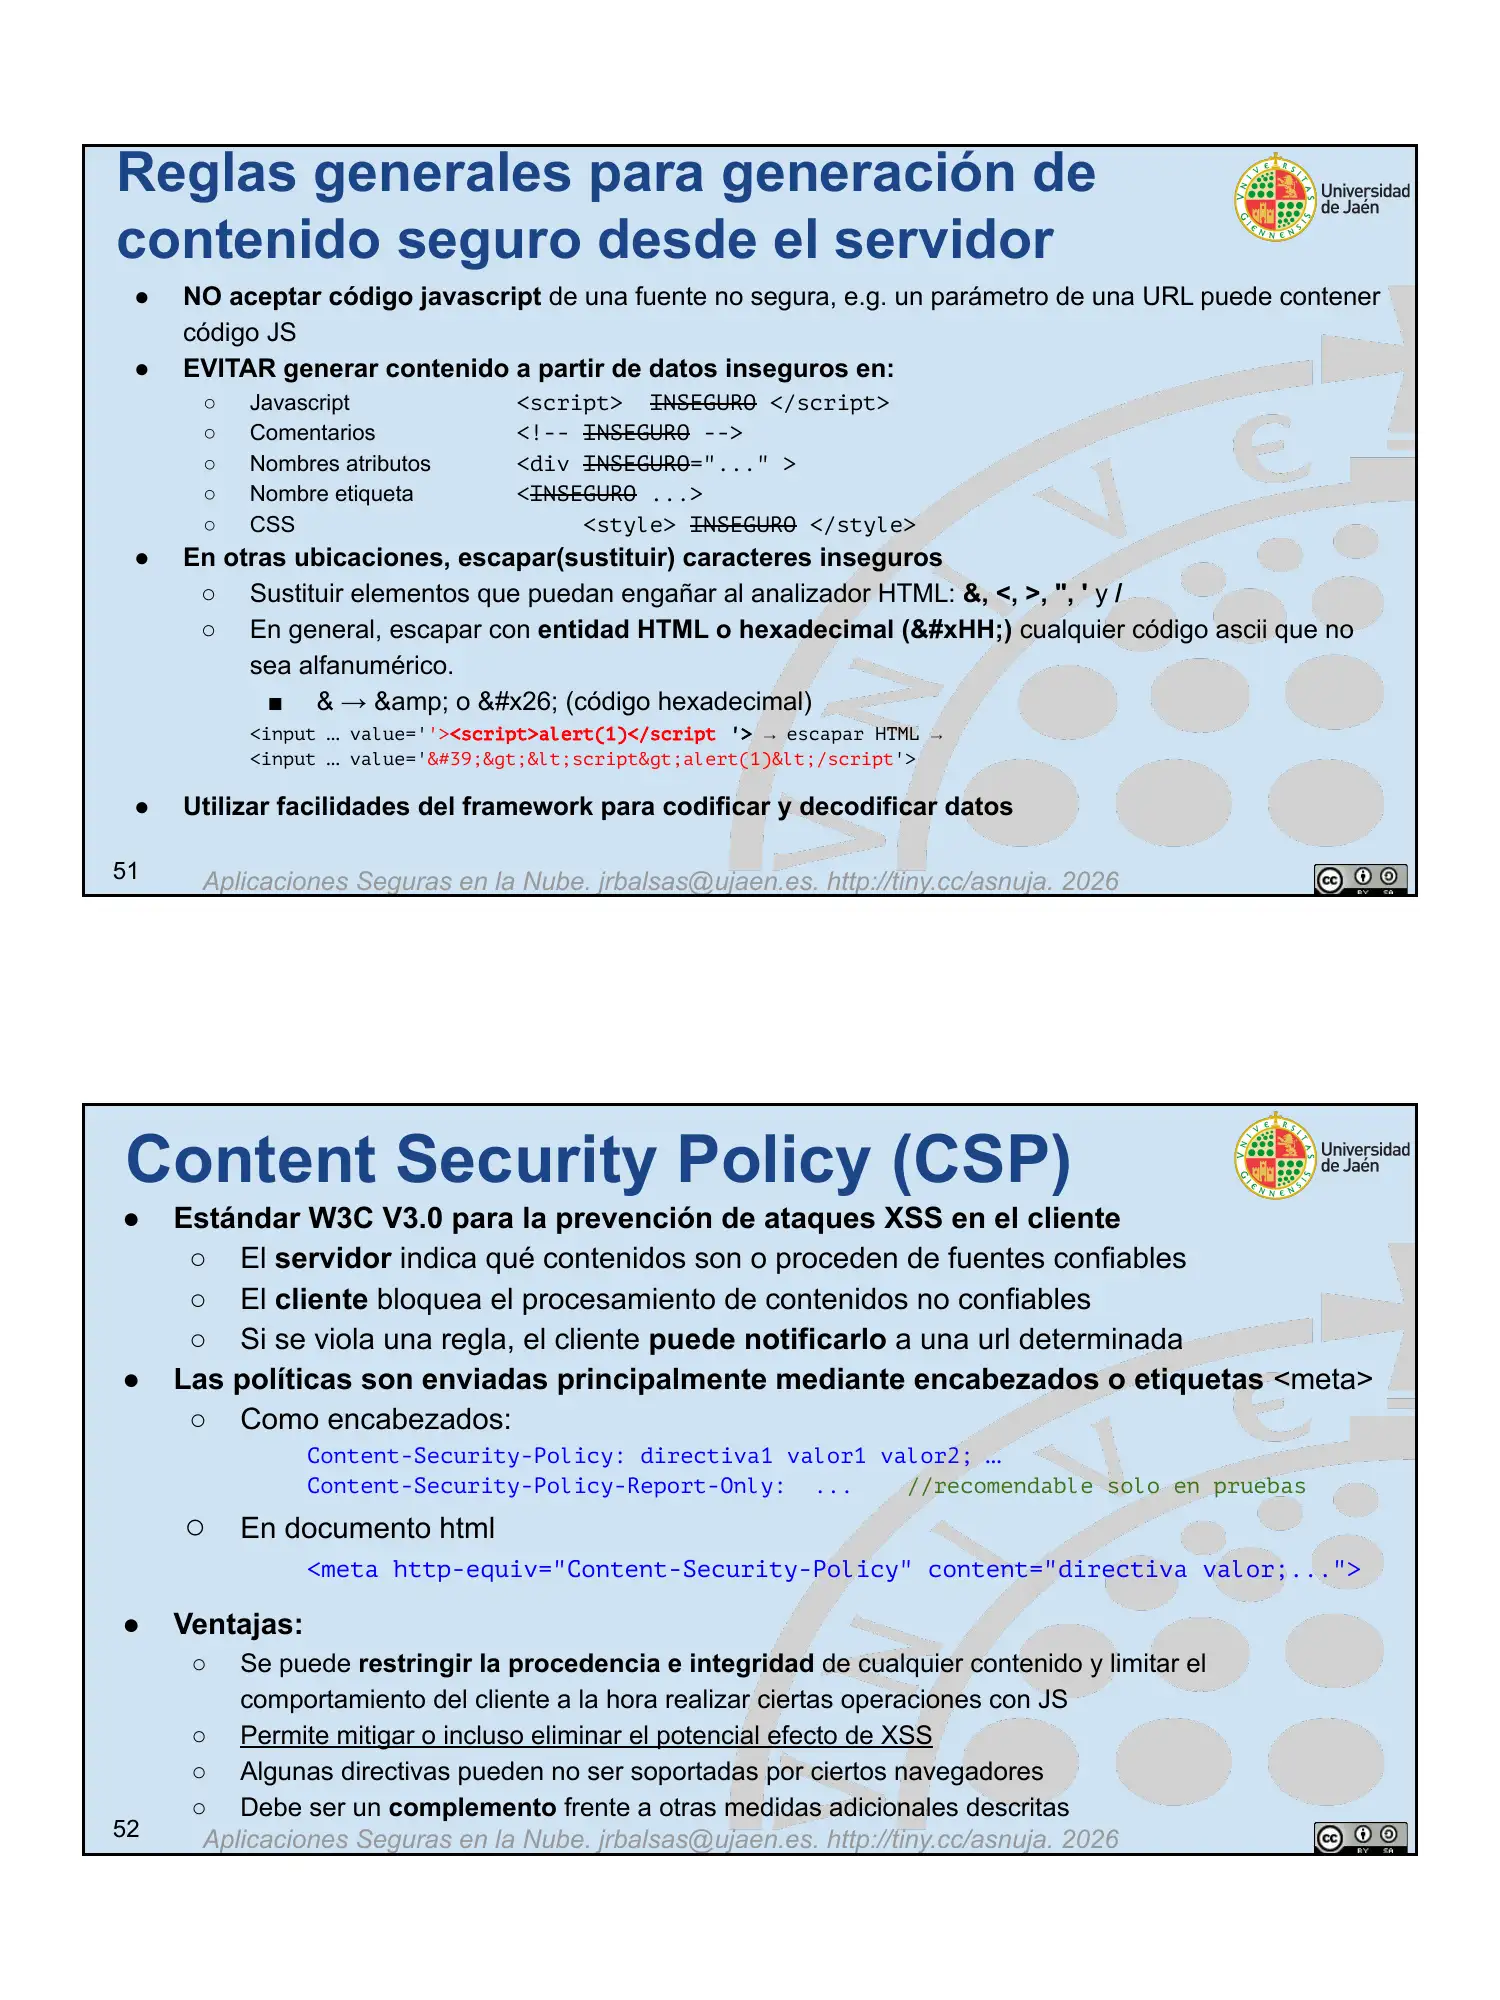 Reglas generales para generación de
contenido seguro desde el servidor
Universidad
de Jaén
● NO aceptar código javascript de una fuente no segura, e.g. un parámetro de una URL puede contener
código JS
● EVITAR generar contenido a partir de datos inseguros en:
○ Javascript <script> INSEGURO </script>
○ Comentarios <!-- INSEGURO -->
○ Nombres atributos <div INSEGURO="..." >
○ Nombre etiqueta <INSEGURO ...>
○ CSS <style> INSEGURO </style>
● En otras ubicaciones, escapar(sustituir) caracteres inseguros
○ Sustituir elementos que puedan engañar al analizador HTML: &, <, >, ", ' y /
○ En general, escapar con entidad HTML o hexadecimal (&#xHH;) cualquier código ascii que no
sea alfanumérico.
■ & → &amp; o &#x26; (código hexadecimal)
<input … value=''><script>alert(1)</script '> → escapar HTML →
<input … value='&#39;&gt;&lt;script&gt;alert(1)&lt;/script'>
● Utilizar facilidades del framework para codificar y decodificar datos
51
Aplicaciones Seguras en la Nube. jrbalsas@ujaen.es. http://tiny.cc/asnuja. 2026
cc BY SA
Content Security Policy (CSP)
Universidad
de Jaén
● Estándar W3C V3.0 para la prevención de ataques XSS en el cliente
○ El servidor indica qué contenidos son o proceden de fuentes confiables
○ El cliente bloquea el procesamiento de contenidos no confiables
○ Si se viola una regla, el cliente puede notificarlo a una url determinada
● Las políticas son enviadas principalmente mediante encabezados o etiquetas <meta>
○ Como encabezados:
Content-Security-Policy: directiva1 valor1 valor2; …
Content-Security-Policy-Report-Only: ... //recomendable solo en pruebas
○ En documento html
<meta http-equiv="Content-Security-Policy" content="directiva valor;...">
● Ventajas:
○ Se puede restringir la procedencia e integridad de cualquier contenido y limitar el
comportamiento del cliente a la hora realizar ciertas operaciones con JS
○ Permite mitigar o incluso eliminar el potencial efecto de XSS
○ Algunas directivas pueden no ser soportadas por ciertos navegadores
○ Debe ser un complemento frente a otras medidas adicionales descritas
52
Aplicaciones Seguras en la Nube. jrbalsas@ujaen.es. http://tiny.cc/asnuja. 2026
cc BY SA